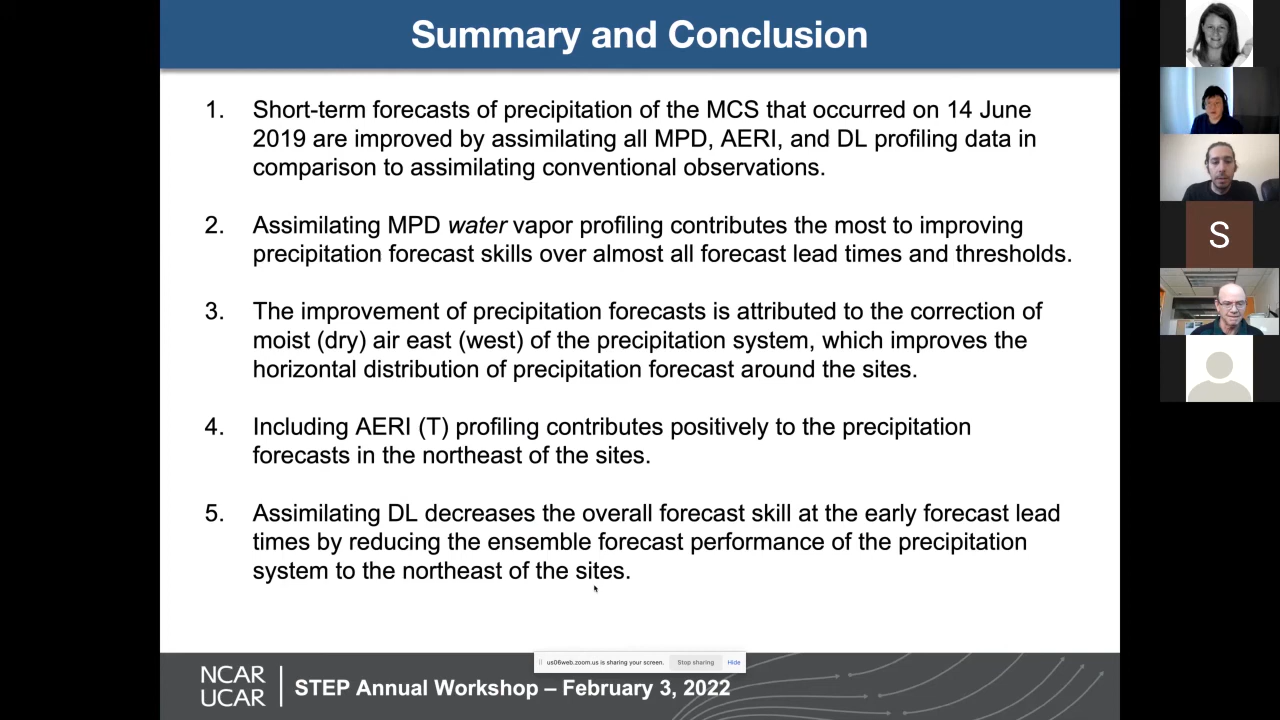 Summary and Conclusion
1. Short-term forecasts of precipitation of the MCS that occurred on 14 June
2019 are improved by assimilating all MPD, AERI, and DL profiling data in
comparison to assimilating conventional observations.
2. Assimilating MPD water vapor profiling contributes the most to improving
precipitation forecast skills over almost all forecast lead times and thresholds.
3. The improvement of precipitation forecasts is attributed to the correction of
moist (dry) air east (west) of the precipitation system, which improves the
horizontal distribution of precipitation forecast around the sites.
4. Including AERI (T) profiling contributes positively to the precipitation
forecasts in the northeast of the sites.
5. Assimilating DL decreases the overall forecast skill at the early forecast lead
times by reducing the ensemble forecast performance of the precipitation
system to the northeast of the sites.
us06web.zoom.us is sharing your screen. Stop sharing Hide
NCAR
UCAR
STEP Annual Workshop – February 3, 2022
S